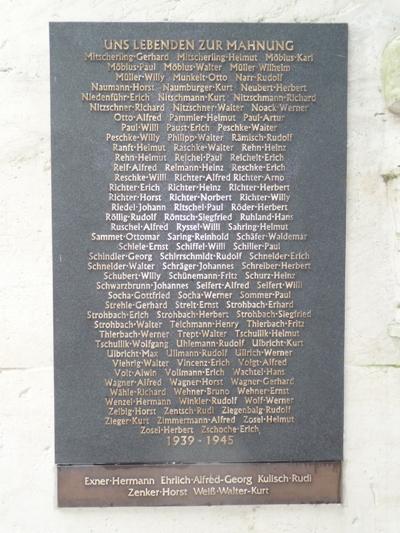 UNS LEBENDEN ZUR MAHNUNG
Mitscherling·Gerhard Mitscherling·Helmut Möbius·Karl
Möbius·Paul Möbius·Walter Müller·Wilhelm
Müller·Willy Munkelt·Otto Narr·Rudolf
Naumann·Horst Naumburger·Kurt Neubert·Herbert
Niedenführ·Erich Nitschmann·Kurt Nitzschmann·Richard
Nitzschner·Richard Nitzschner·Walter Noack·Werner
Otto·Alfred Pammler·Helmut Paul·Artur
Paul·Willi Paust·Erich Peschke·Walter
Peschke·Willy Philipp·Walter Rämisch·Rudolf
Ranft·Helmut Raschke·Walter Rehn·Heinz
Rehn·Helmut Reichel·Paul Reichelt·Erich
Reif·Alfred Reimann·Heinz Reschke·Erich
Reschke·Willi Richter·Alfred Richter·Arno
Richter·Erich Richter·Heinz Richter·Herbert
Richter·Horst Richter·Norbert Richter·Willy
Riedel·Johann Ritschel·Paul Röder·Herbert
Röllig·Rudolf Röntsch·Siegfried Ruhland·Hans
Ruschel·Alfred Ryssel·Willi Sahring·Helmut
Sammet·Ottomar Saring·Reinhold Schäfer·Waldemar
Schiele·Ernst Schiffel·Willi Schiller·Paul
Schindler·Georg Schirrschmidt·Rudolf Schneider·Erich
Schneider·Walter Schräger·Johannes Schreiber·Herbert
Schubert·Willy Schünemann·Fritz Schurz·Heinz
Schwarzbrunn·Johannes Seifert·Alfred Seifert·Willi
Socha·Gottfried Socha·Werner Sommer·Paul
Strehle·Gerhard Streit·Ernst Strohbach·Erhard
Strohbach·Erich Strohbach·Herbert Strohbach·Siegfried
Strohbach·Walter Teichmann·Henry Thierbach·Fritz
Thierbach·Werner Trept·Walter Tschullik·Helmut
Tschullik·Wolfgang Uhlemann·Rudolf Ulbricht·Kurt
Ulbricht·Max Ullmann·Rudolf Ullrich·Werner
Viehrig·Walter Vincenz·Erich Voigt·Alfred
Voit·Alwin Vollmann·Erich Wachtel·Hans
Wagner·Alfred Wagner·Horst Wagner·Gerhard
Wähle·Richard Wehner·Bruno Wehner·Ernst
Wenzel·Hermann Winkler·Rudolf Wolf·Werner
Zeibig·Horst Zentsch·Rudi Ziegenbalg·Rudolf
Zieger·Kurt Zimmermann·Alfred Zosel·Helmut
Zosel·Herbert Zschoche·Erich
1939 - 1945
Exner·Hermann Ehrlich·Alfred-Georg Kulisch·Rudi
Zenker·Horst Weiß·Walter-Kurt